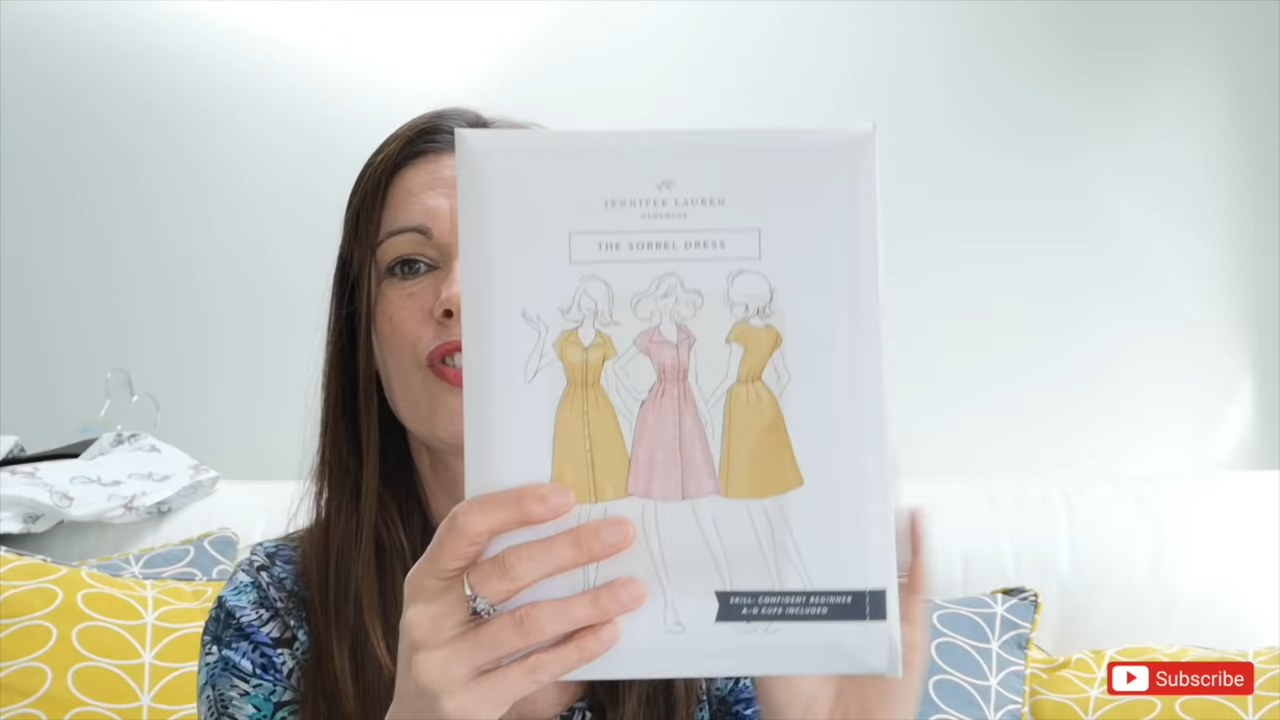 JENNIFER LAUREN
HANDMADE
THE SORREL DRESS
SKILL: CONFIDENT BEGINNER
A-D CUPS INCLUDED
Subscribe